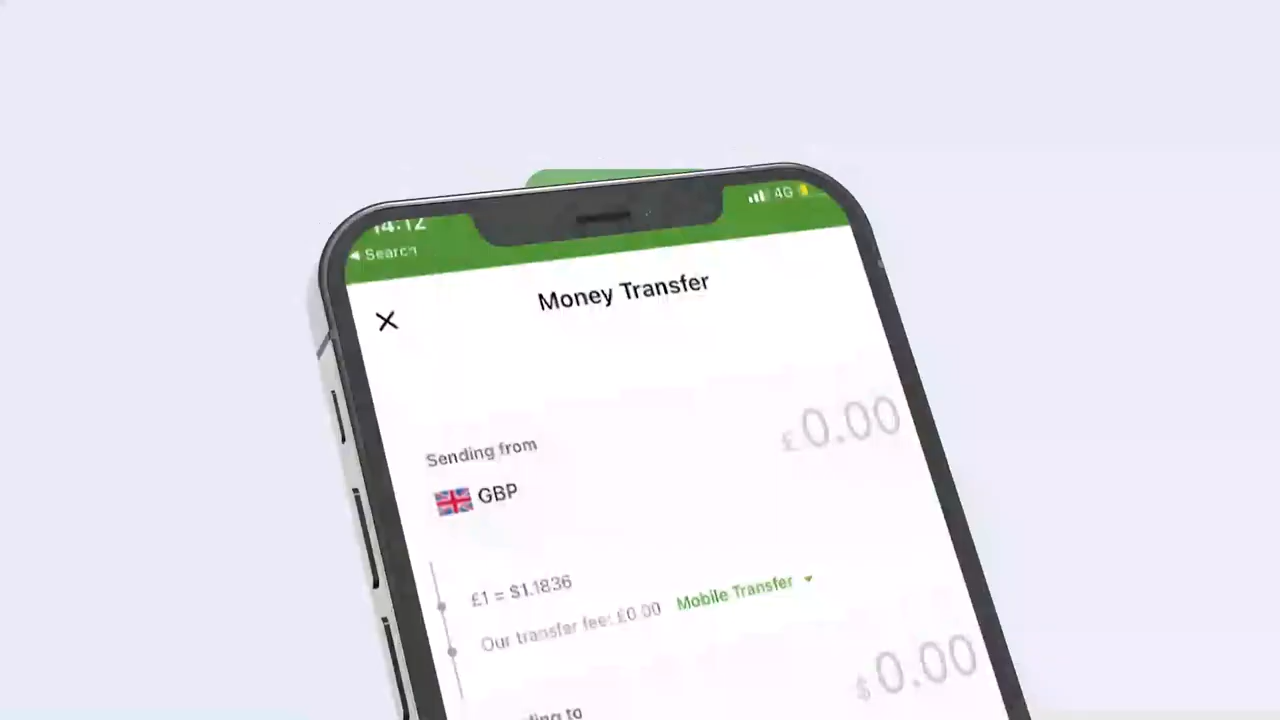 14:12
4G
◀ Search
Money Transfer
£0.00
Sending from
GBP
£1 = $1.1836
Our transfer fee: £0.00 Mobile Transfer
$0.00
to